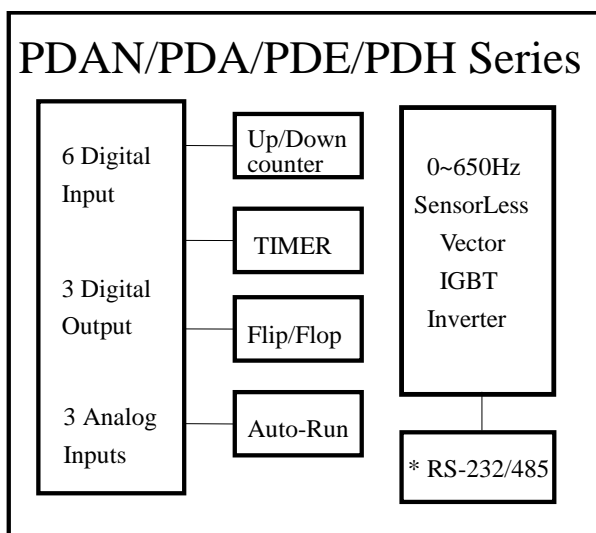 PDAN/PDA/PDE/PDH Series
6 Digital
Input
3 Digital
Output
3 Analog
Inputs
Up/Down
counter
TIMER
Flip/Flop
Auto-Run
0~650Hz
SensorLess
Vector
IGBT
Inverter
* RS-232/485